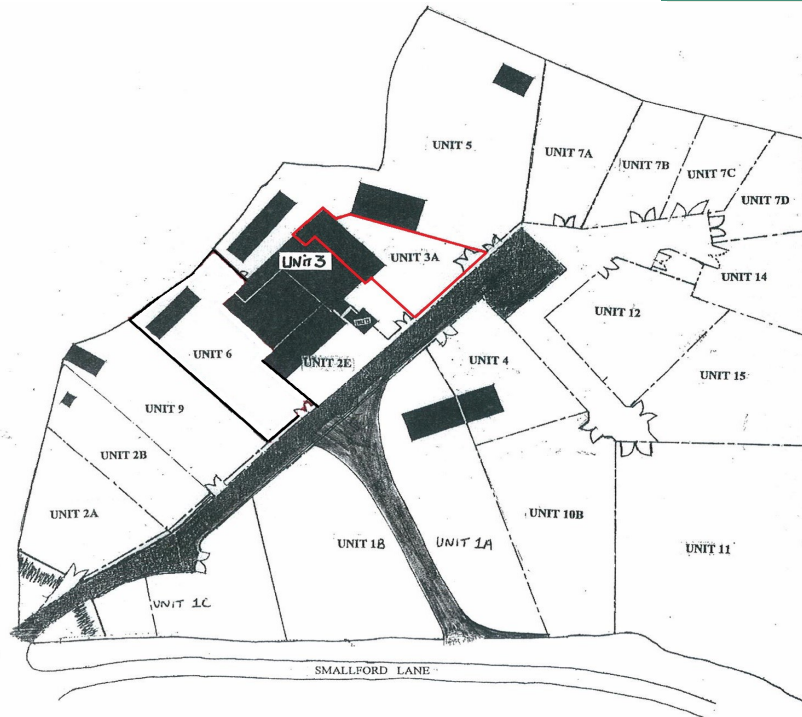 UNIT 5
UNIT 7A
UNIT 7B
UNIT 7C
UNIT 7D
UNIT 3
UNIT 3A
UNIT 14
UNIT 12
UNIT 6
UNIT 2E
UNIT 4
UNIT 15
UNIT 9
UNIT 2B
UNIT 2A
UNIT 1B
UNIT 1A
UNIT 10B
UNIT 11
UNIT 1C
SMALLFORD LANE